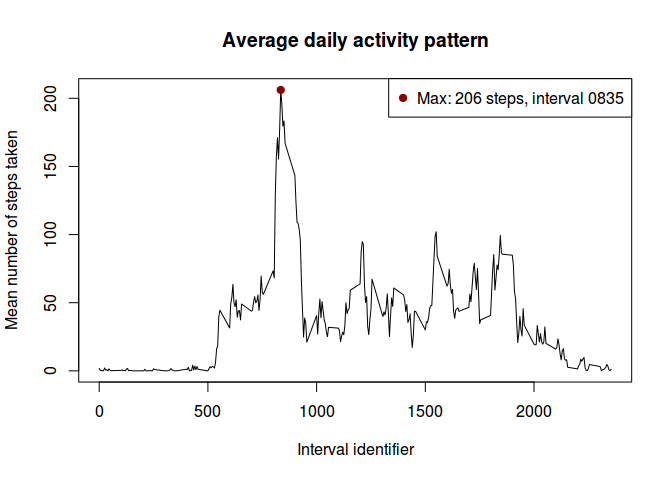 Average daily activity pattern
Max: 206 steps, interval 0835
Mean number of steps taken
200
150
100
50
0
0 500 1000 1500 2000
Interval identifier